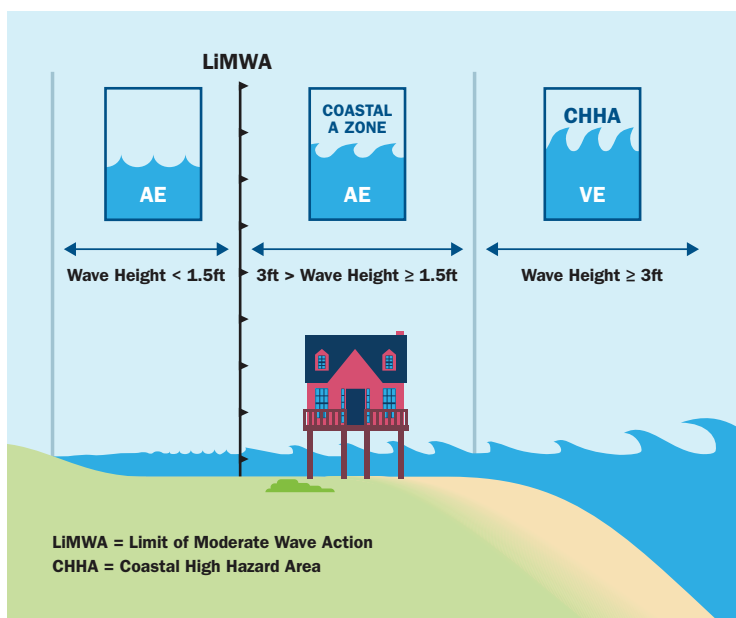 LiMWA
AE
COASTAL
A ZONE
AE
CHHA
VE
Wave Height < 1.5ft
3ft > Wave Height ≥ 1.5ft
Wave Height ≥ 3ft
LiMWA = Limit of Moderate Wave Action
CHHA = Coastal High Hazard Area